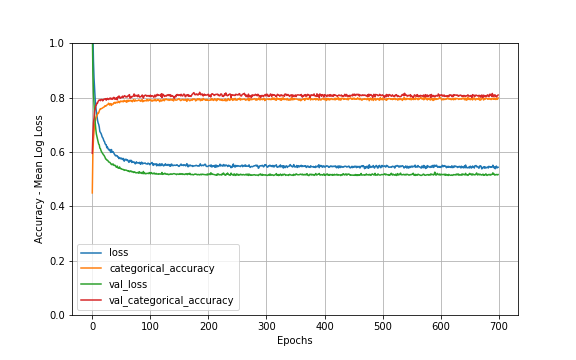 1.0
0.8
0.6
0.4
0.2
0.0
Accuracy - Mean Log Loss
loss
categorical_accuracy
val_loss
val_categorical_accuracy
0 100 200 300 400 500 600 700
Epochs